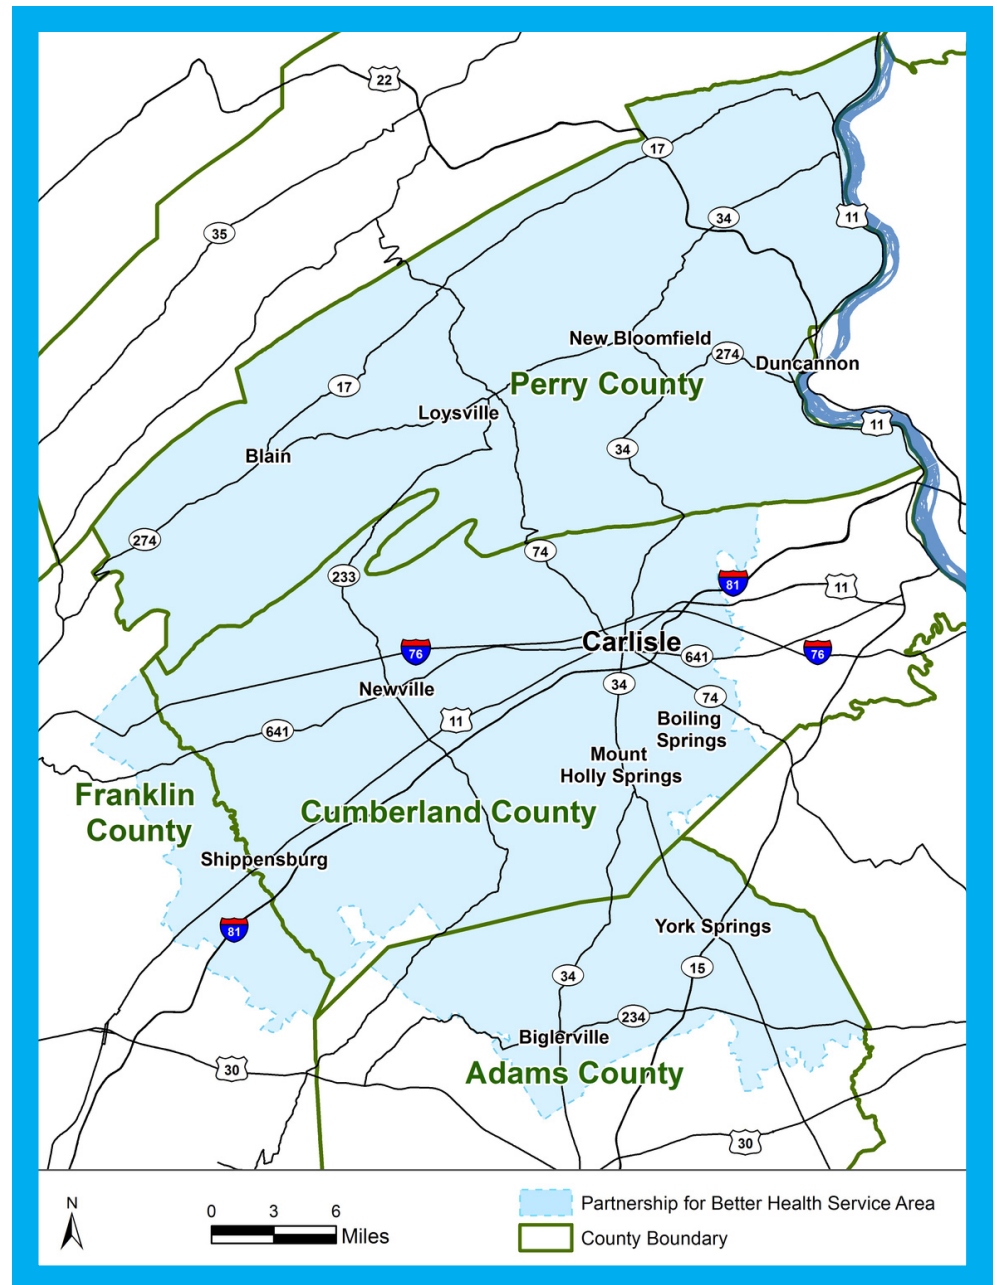 22
17
35
34
11
New Bloomfield
274
Duncannon
Perry County
17
Loysville
11
Blain
34
274
74
233
81
11
Carlisle
76
641
76
Newville
34
74
11
641
Boiling
Springs
Mount
Holly Springs
Franklin
County
Cumberland County
Shippensburg
81
York Springs
34
15
234
Biglerville
30
Adams County
30
N
0 3 6
Miles
Partnership for Better Health Service Area
County Boundary